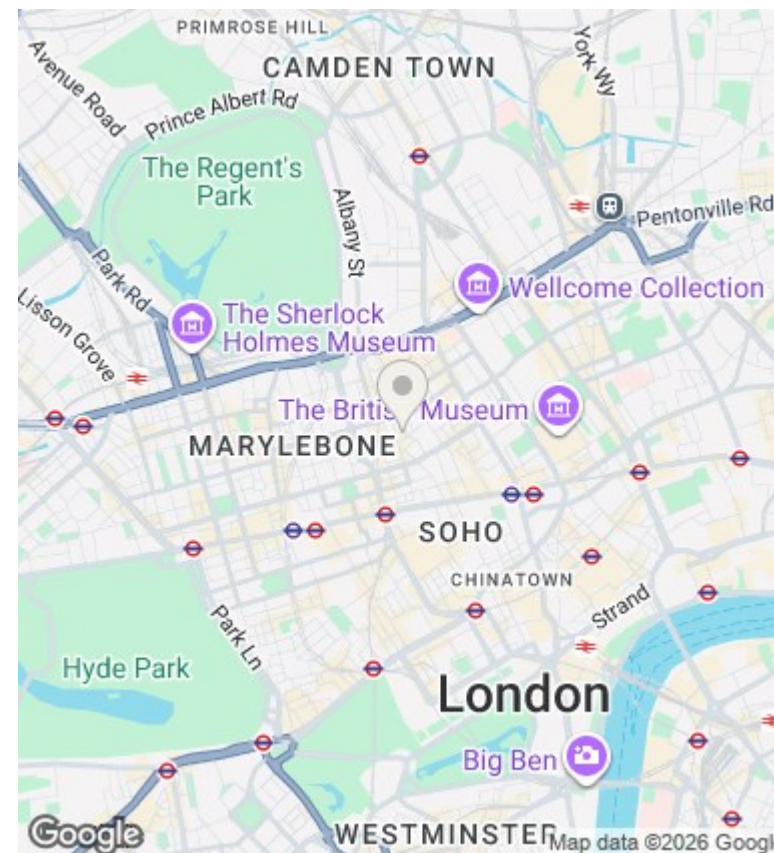 PRIMROSE HILL
CAMDEN TOWN
York Wy
Avenue Road
Prince Albert Rd
The Regent's
Park
Albany St
Pentonville Rd
Park Rd
Wellcome Collection
Lisson Grove
The Sherlock
Holmes Museum
The British Museum
MARYLEBONE
SOHO
CHINATOWN
Strand
Park Ln
Hyde Park
London
Big Ben
WESTMINSTER
Google
Map data ©2026 Googl